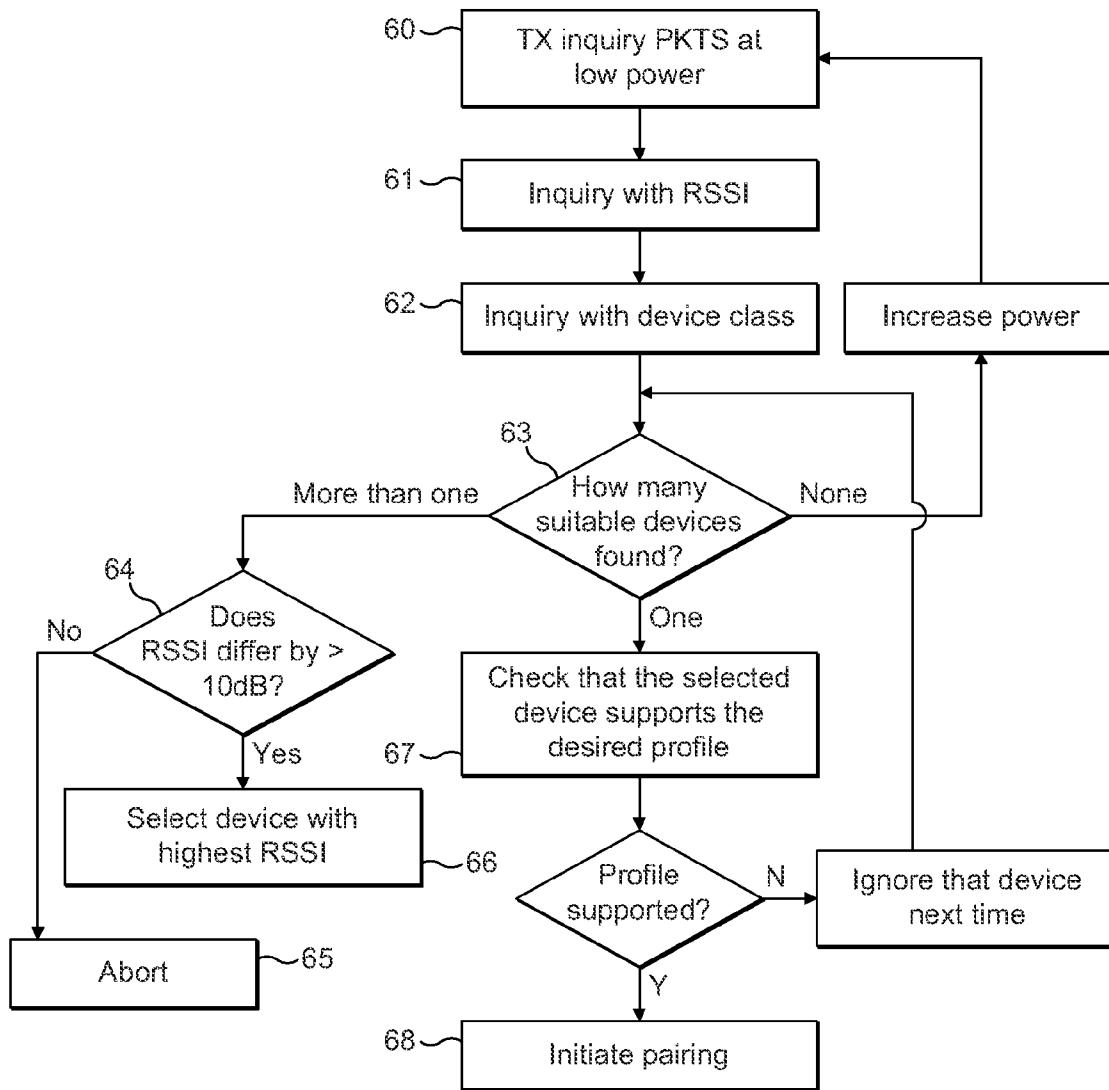 60
TX inquiry PKTS at
low power
61
Inquiry with RSSI
62
Inquiry with device class
Increase power
63
How many
suitable devices
found?
More than one
None
One
64
Does
RSSI differ by >
10dB?
No
Yes
Check that the selected
device supports the
desired profile
67
Select device with
highest RSSI
66
Profile
supported?
N
Ignore that device
next time
Abort
65
Y
68
Initiate pairing